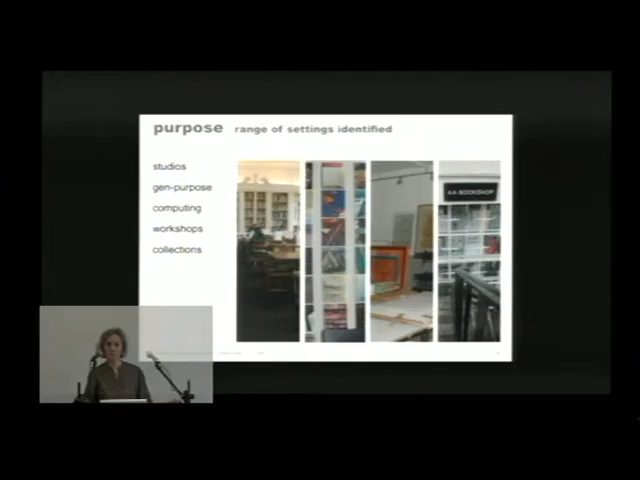 purpose range of settings identified
studios
gen-purpose
computing
workshops
collections
AA BOOKSHOP